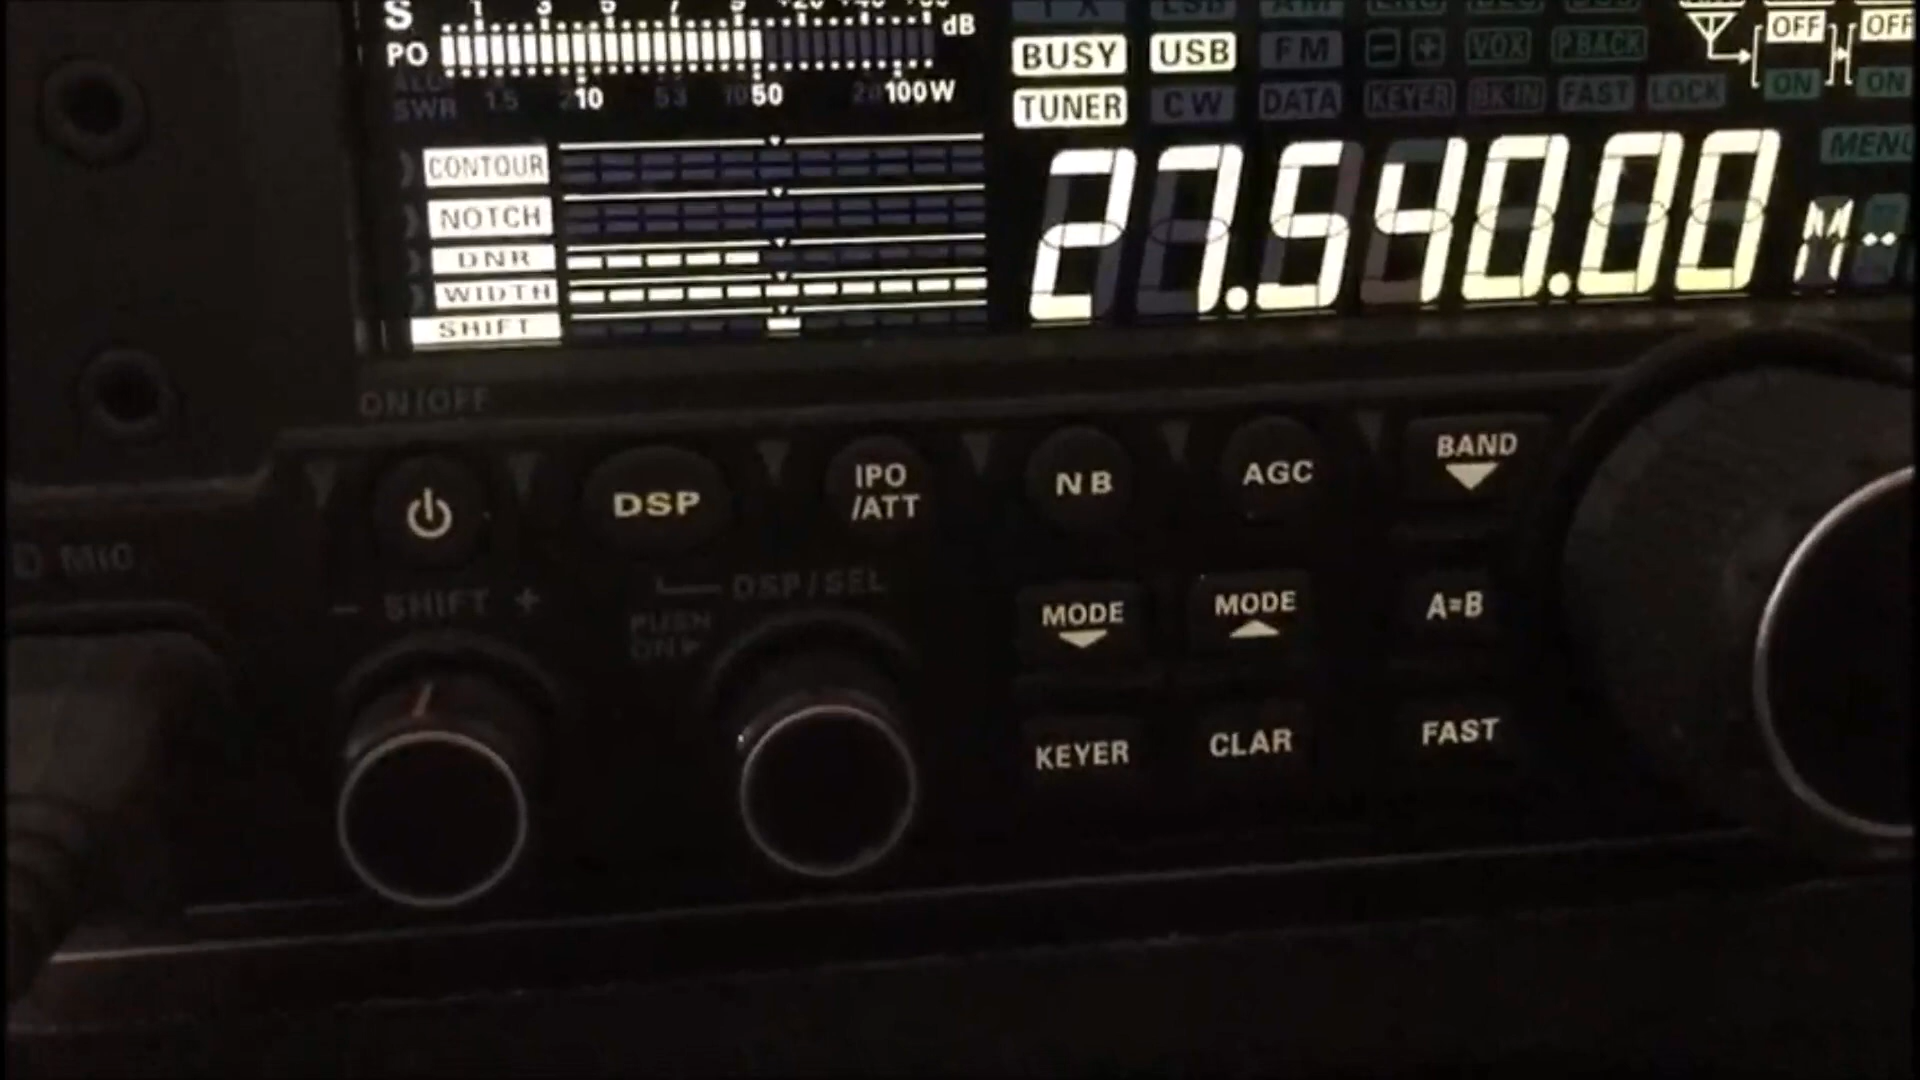 S 1 3 5 7 9 +20 +40 +60 dB
PO
ALC
SWR 1.5 2 10 53 10 50 20 100W
BUSY USB FM - + VOX P.BACK
TUNER CW DATA KEYER BK-IN FAST LOCK
OFF OFF
ON ON
CONTOUR
NOTCH
DNR
WIDTH
SHIFT
27.540.00
MENU
ON/OFF
DSP
IPO
/ATT
NB
AGC
BAND
MIC
- SHIFT +
DSP/SEL
PUSH
ON
MODE
MODE
A=B
KEYER
CLAR
FAST